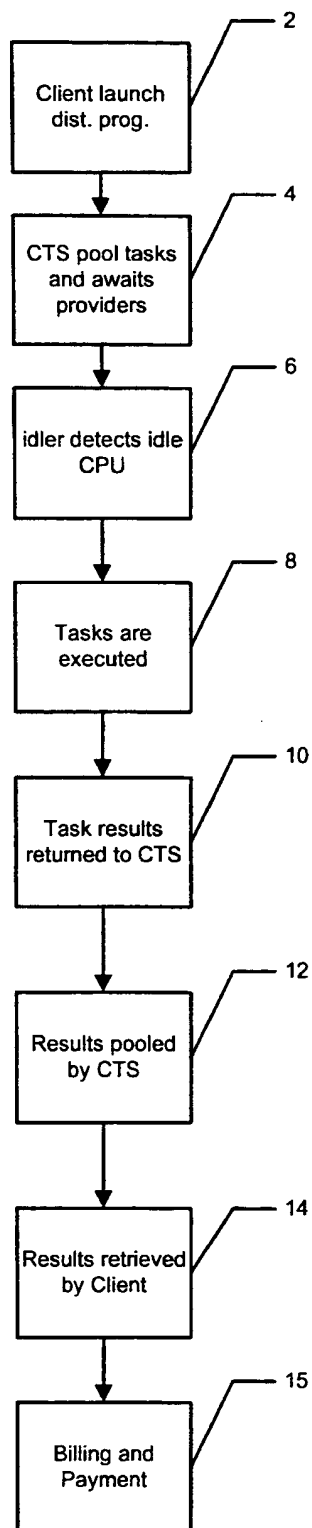 2
Client launch
dist. prog.
4
CTS pool tasks
and awaits
providers
6
idler detects idle
CPU
8
Tasks are
executed
10
Task results
returned to CTS
12
Results pooled
by CTS
14
Results retrieved
by Client
15
Billing and
Payment